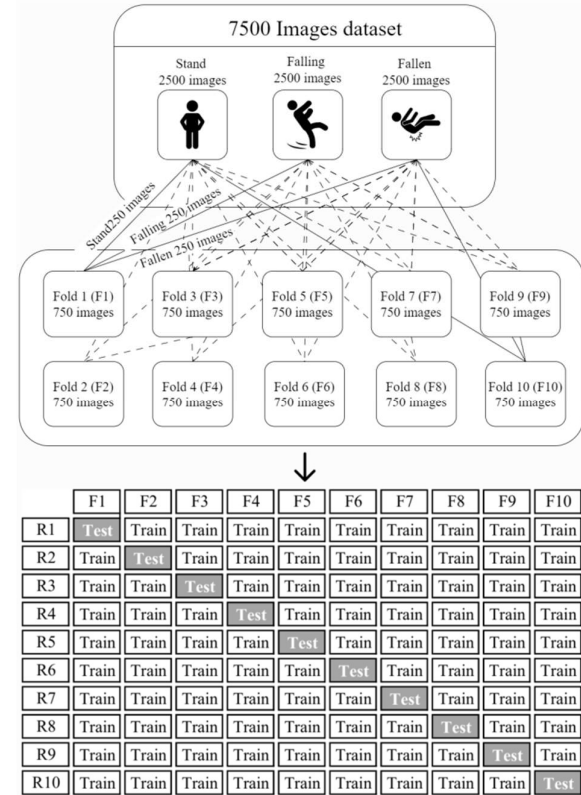 7500 Images dataset
Stand
2500 images
Falling
2500 images
Fallen
2500 images
Stand250 images
Falling 250 images
Fallen 250 images
Fold 1 (F1)
750 images
Fold 3 (F3)
750 images
Fold 5 (F5)
750 images
Fold 7 (F7)
750 images
Fold 9 (F9)
750 images
Fold 2 (F2)
750 images
Fold 4 (F4)
750 images
Fold 6 (F6)
750 images
Fold 8 (F8)
750 images
Fold 10 (F10)
750 images
F1 F2 F3 F4 F5 F6 F7 F8 F9 F10
R1 Test Train Train Train Train Train Train Train Train Train
R2 Train Test Train Train Train Train Train Train Train Train
R3 Train Train Test Train Train Train Train Train Train Train
R4 Train Train Train Test Train Train Train Train Train Train
R5 Train Train Train Train Test Train Train Train Train Train
R6 Train Train Train Train Train Test Train Train Train Train
R7 Train Train Train Train Train Train Test Train Train Train
R8 Train Train Train Train Train Train Train Test Train Train
R9 Train Train Train Train Train Train Train Train Test Train
R10 Train Train Train Train Train Train Train Train Train Test